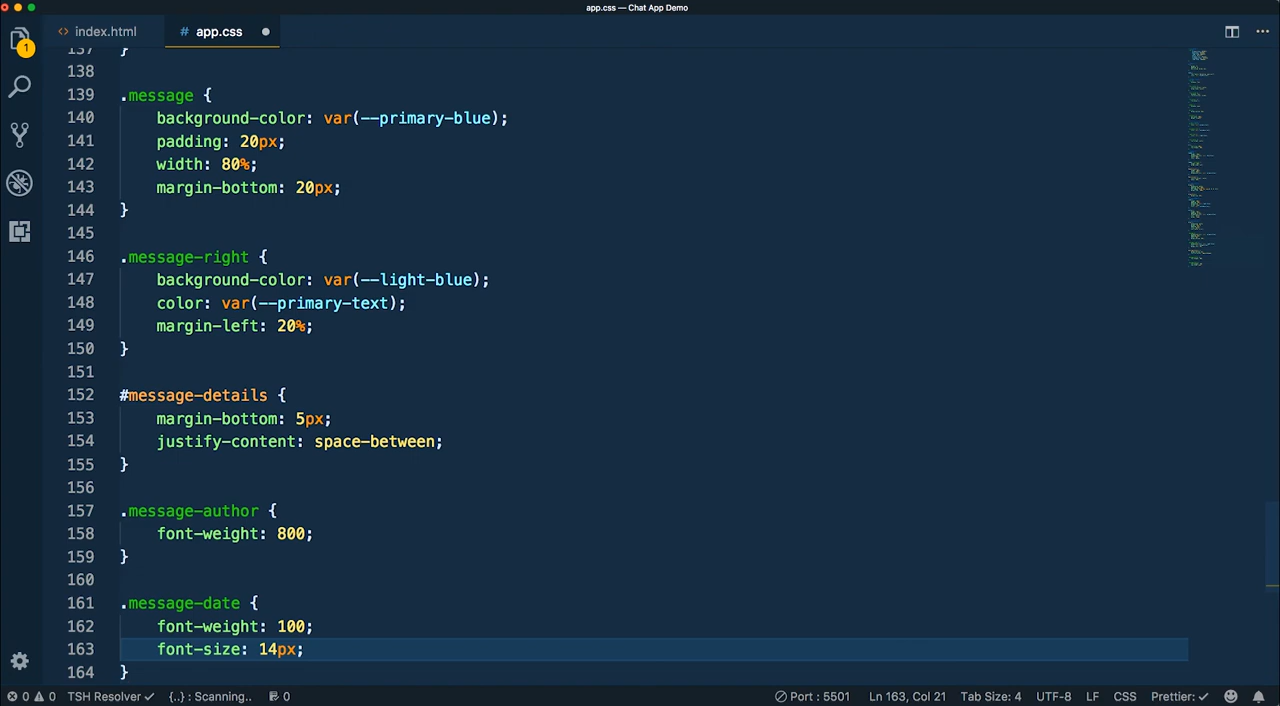 app.css — Chat App Demo
<> index.html
# app.css
1
137 }
138
139 .message {
140 background-color: var(--primary-blue);
141 padding: 20px;
142 width: 80%;
143 margin-bottom: 20px;
144 }
145
146 .message-right {
147 background-color: var(--light-blue);
148 color: var(--primary-text);
149 margin-left: 20%;
150 }
151
152 #message-details {
153 margin-bottom: 5px;
154 justify-content: space-between;
155 }
156
157 .message-author {
158 font-weight: 800;
159 }
160
161 .message-date {
162 font-weight: 100;
163 font-size: 14px;
164 }
0 0 TSH Resolver ✓ {..} : Scanning.. 0 Port : 5501 Ln 163, Col 21 Tab Size: 4 UTF-8 LF CSS Prettier: ✓